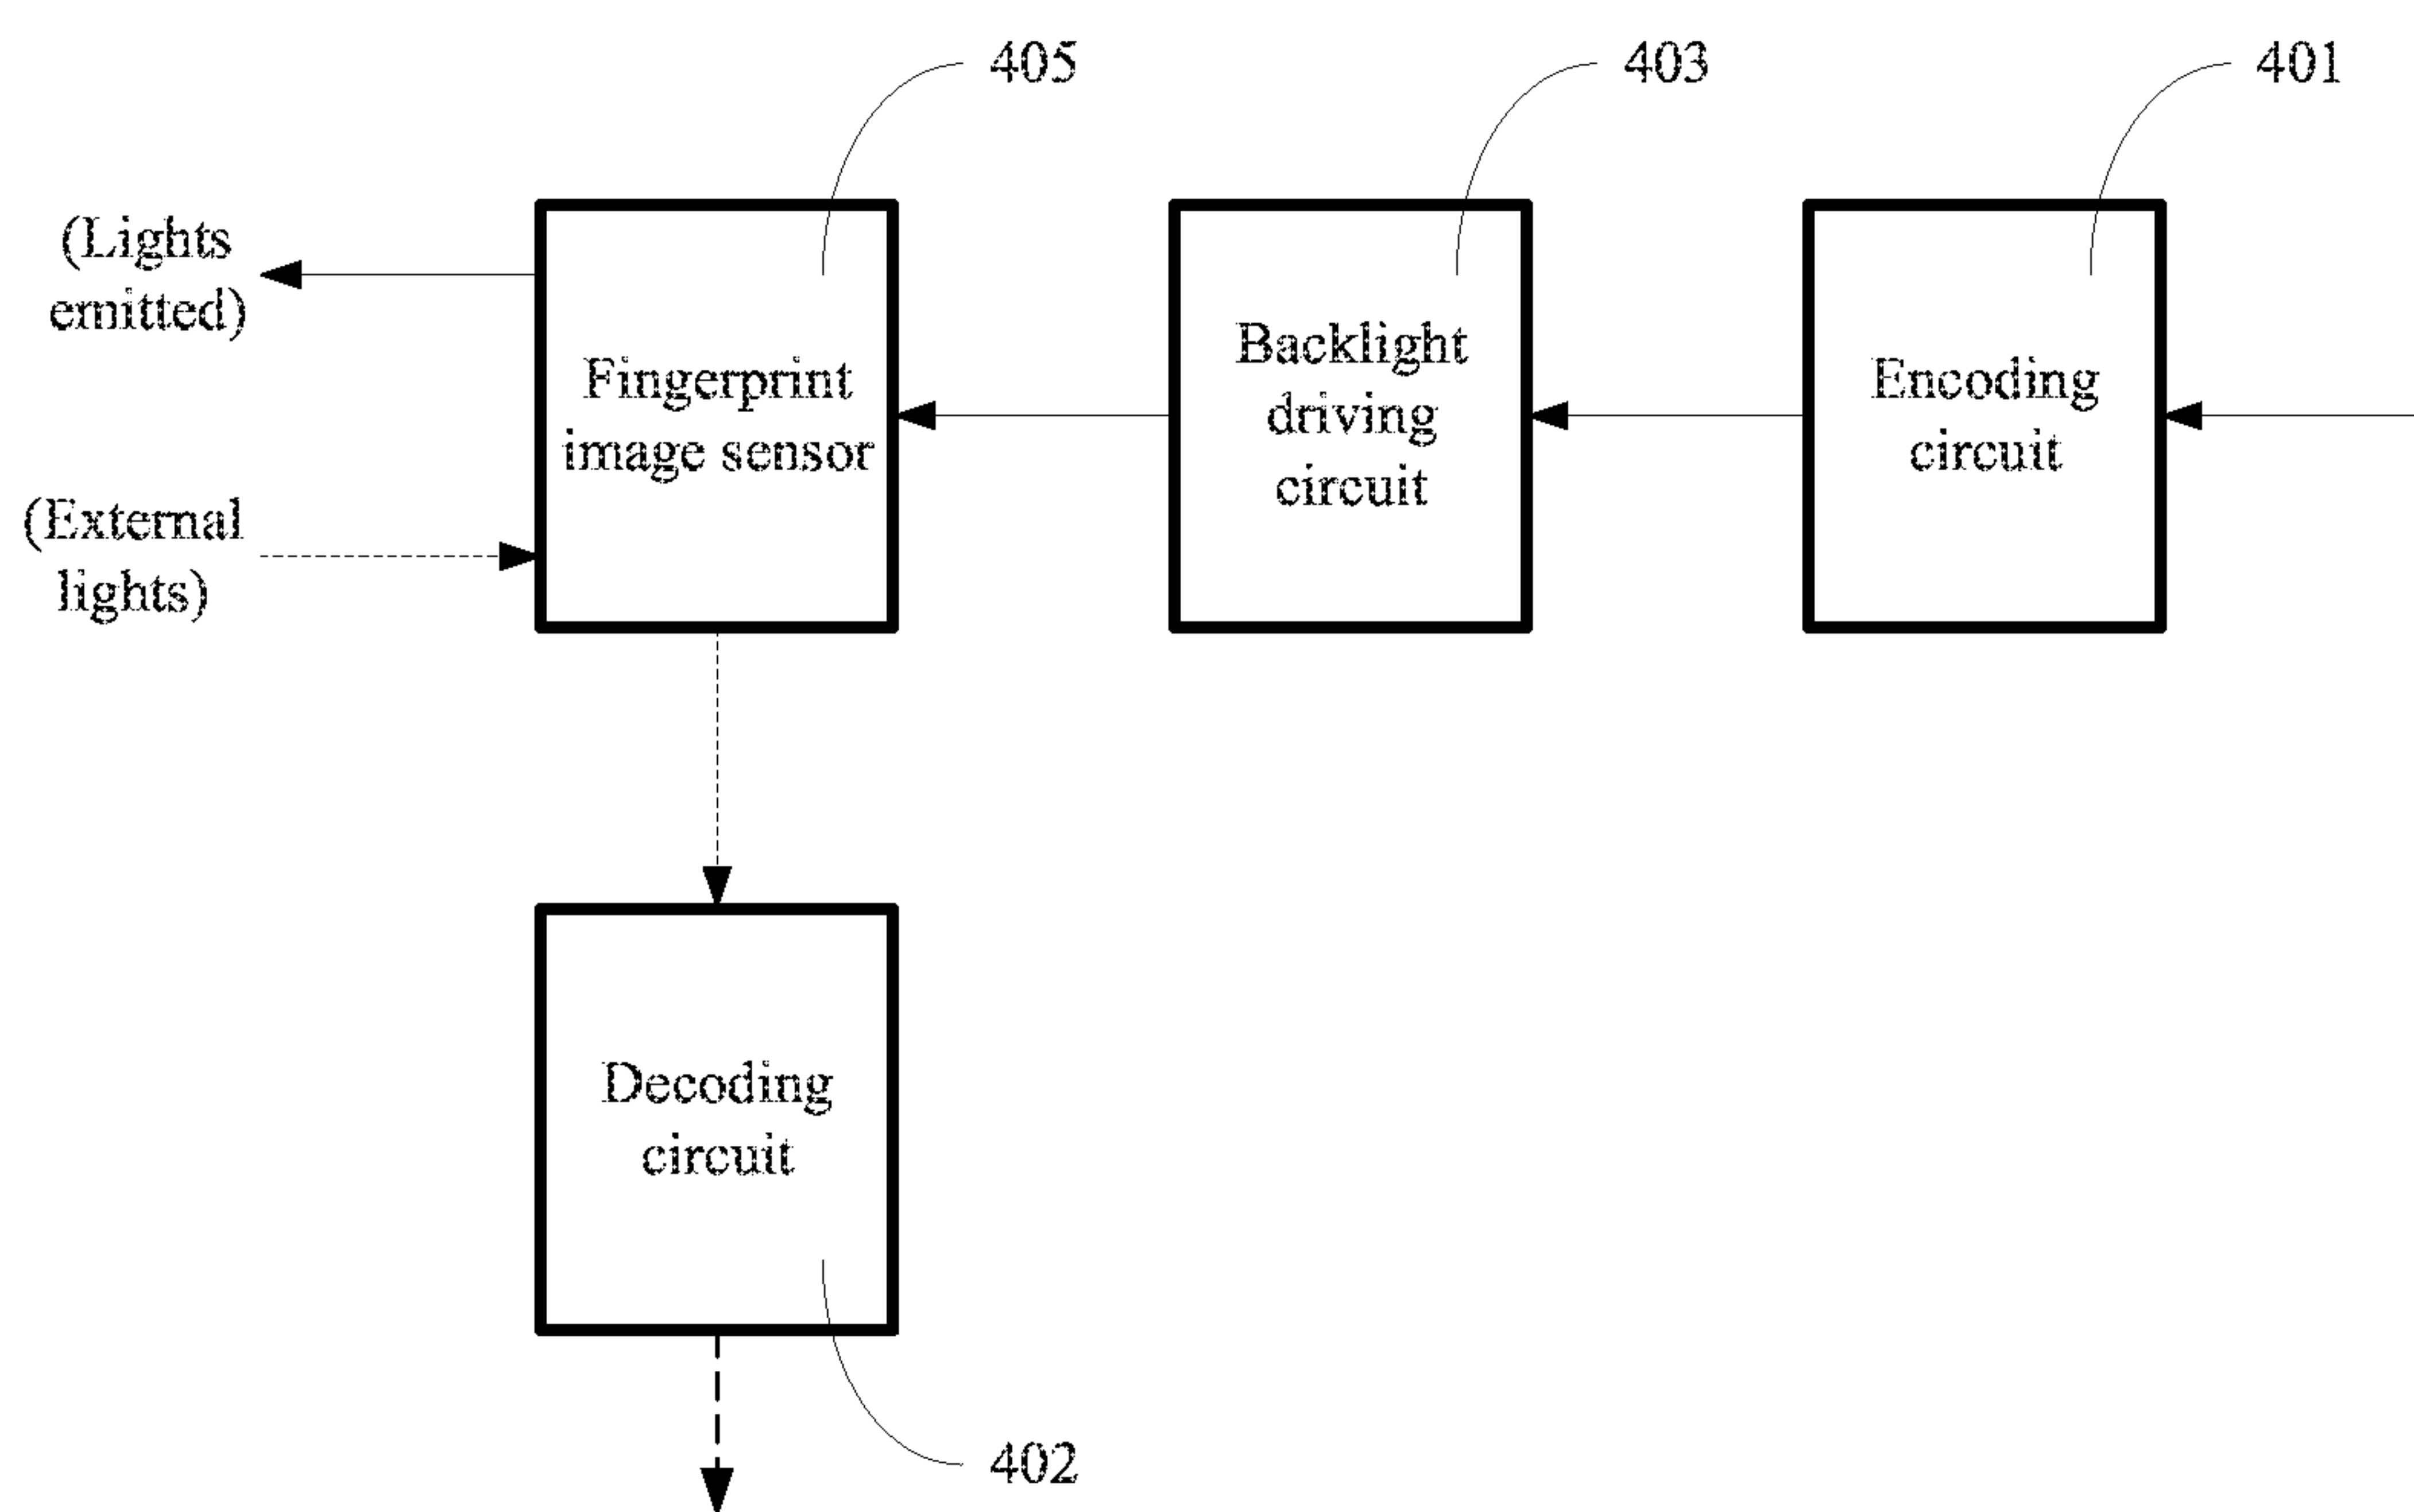 405
403
401
(Lights
emitted)
Fingerprint
image sensor
Backlight
driving
circuit
Encoding
circuit
(External
lights)
Decoding
circuit
402